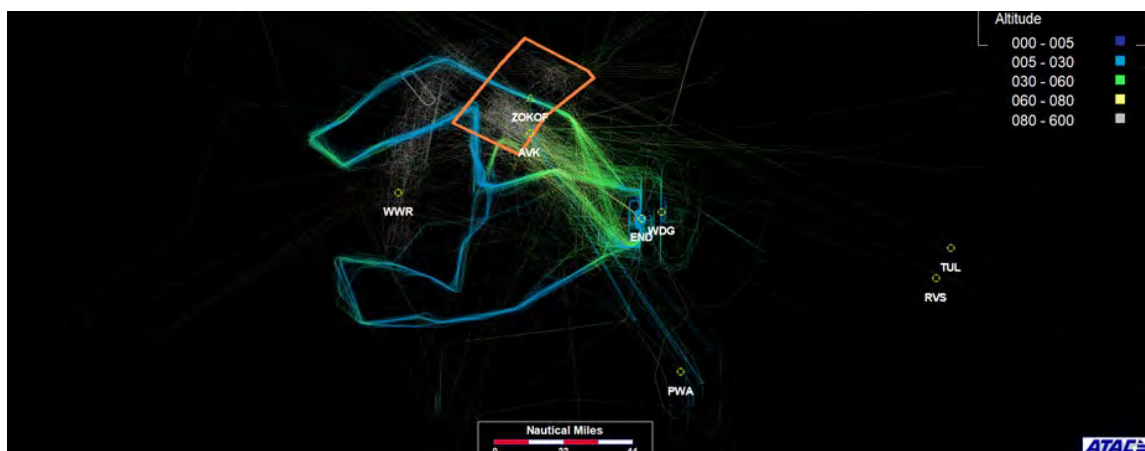 Altitude
000 - 005
005 - 030
030 - 060
060 - 080
080 - 600
ZOKOF
AVK
WWR
END
WDG
TUL
RVS
PWA
Nautical Miles
ATAC